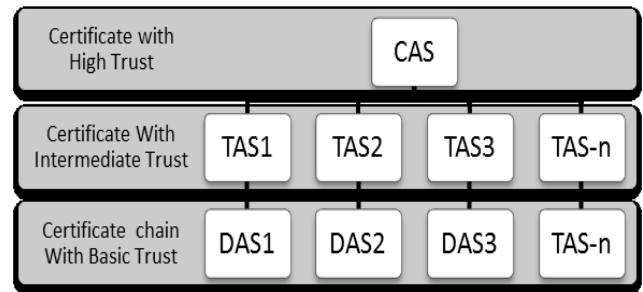 Certificate with
High Trust
CAS
Certificate With
Intermediate Trust
TAS1
TAS2
TAS3
TAS-n
Certificate chain
With Basic Trust
DAS1
DAS2
DAS3
TAS-n